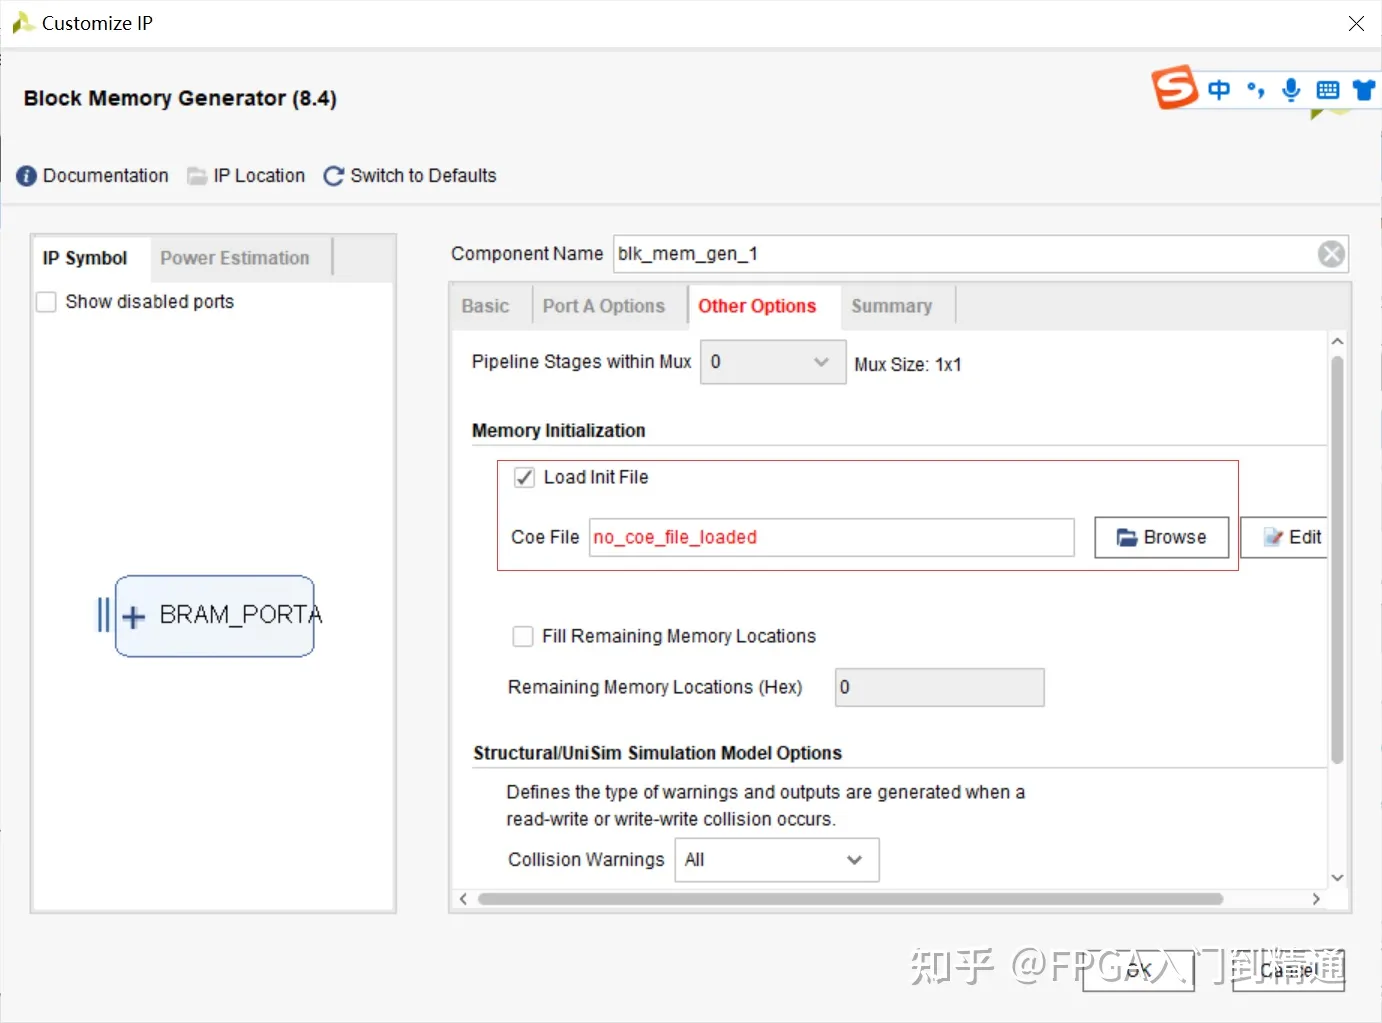 Customize IP
Block Memory Generator (8.4)
中
Documentation IP Location Switch to Defaults
IP Symbol Power Estimation
Show disabled ports
BRAM_PORTA
Component Name blk_mem_gen_1
Basic Port A Options Other Options Summary
Pipeline Stages within Mux 0 Mux Size: 1x1
Memory Initialization
Load Init File
Coe File no_coe_file_loaded Browse Edit
Fill Remaining Memory Locations
Remaining Memory Locations (Hex) 0
Structural/UniSim Simulation Model Options
Defines the type of warnings and outputs are generated when a
read-write or write-write collision occurs.
Collision Warnings All
OK Cancel
知乎 @FPGA入门到精通